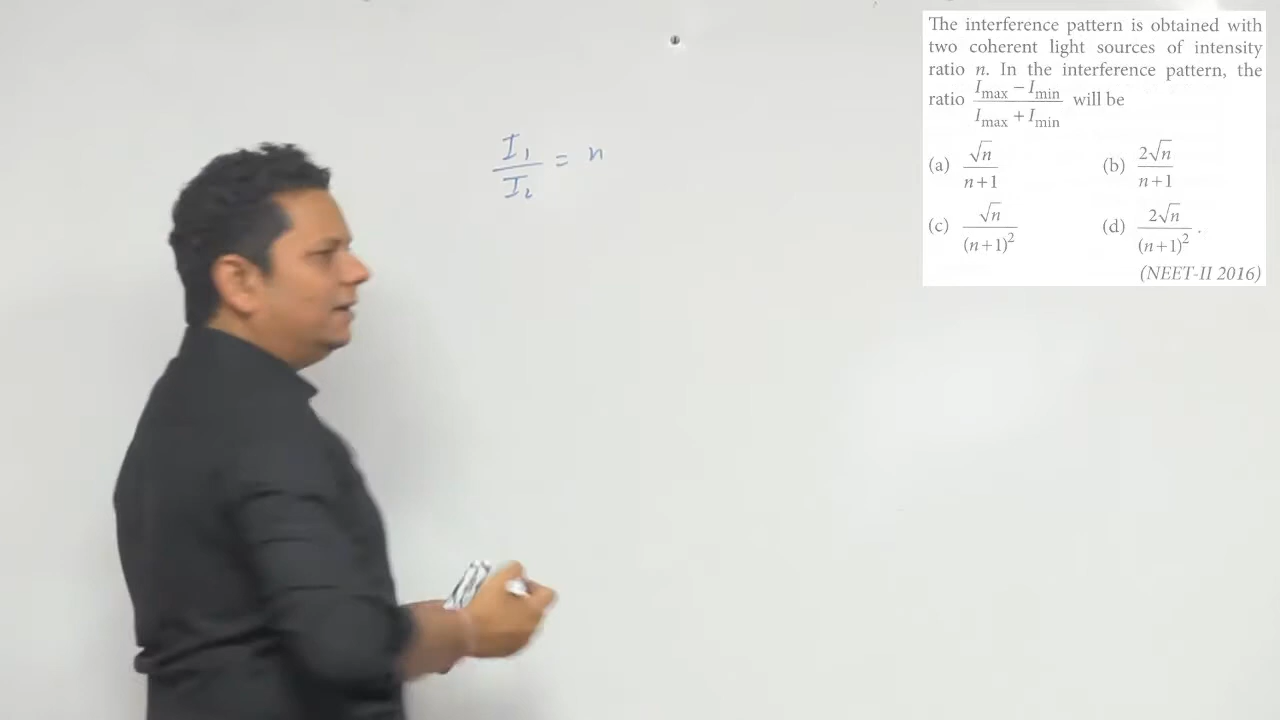 I₁/I₂ = n
The interference pattern is obtained with
two coherent light sources of intensity
ratio n. In the interference pattern, the
ratio (Imax − Imin)/(Imax + Imin) will be
(a) √n/(n+1) (b) 2√n/(n+1)
(c) √n/(n+1)² (d) 2√n/(n+1)² .
(NEET-II 2016)